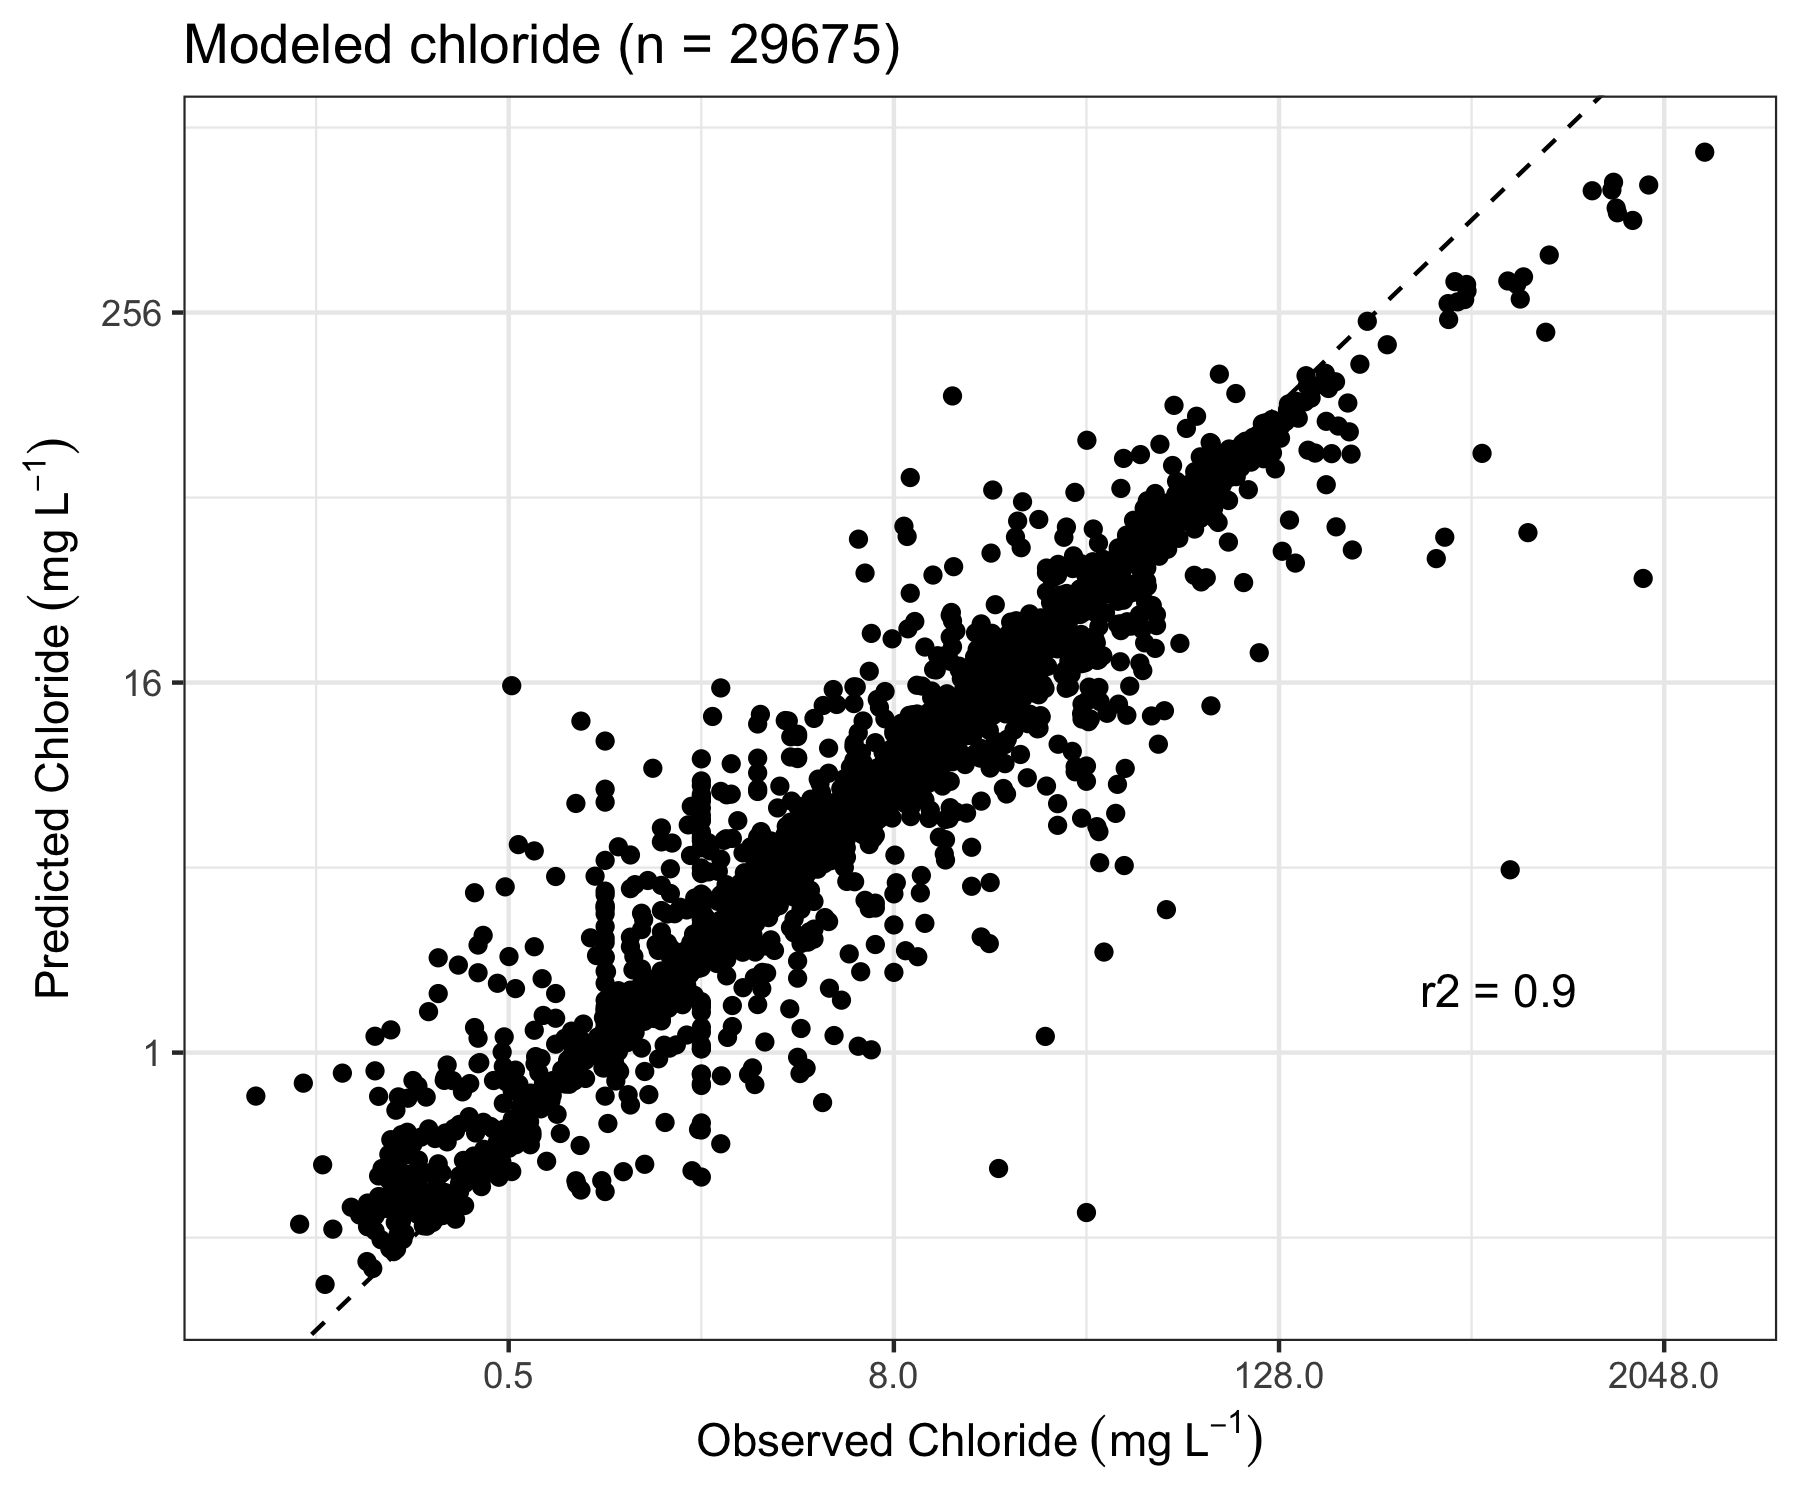 Modeled chloride (n = 29675)
Predicted Chloride (mg L⁻¹)
256
16
1
r2 = 0.9
0.5 8.0 128.0 2048.0
Observed Chloride (mg L⁻¹)